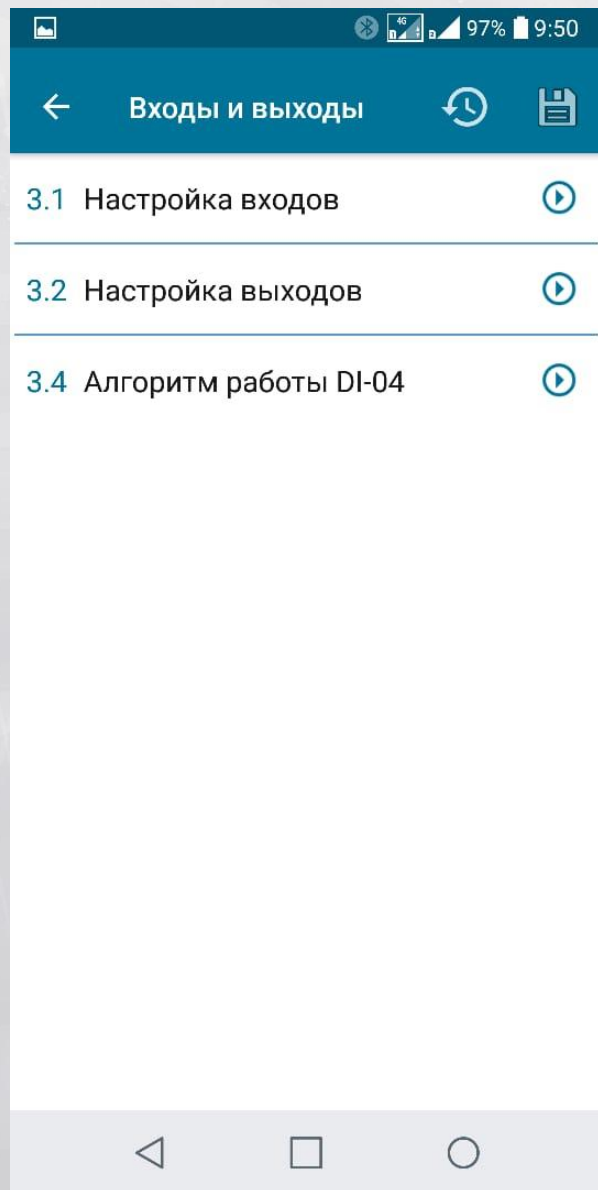 4G 97% 9:50
Входы и выходы
3.1 Настройка входов
3.2 Настройка выходов
3.4 Алгоритм работы DI-04